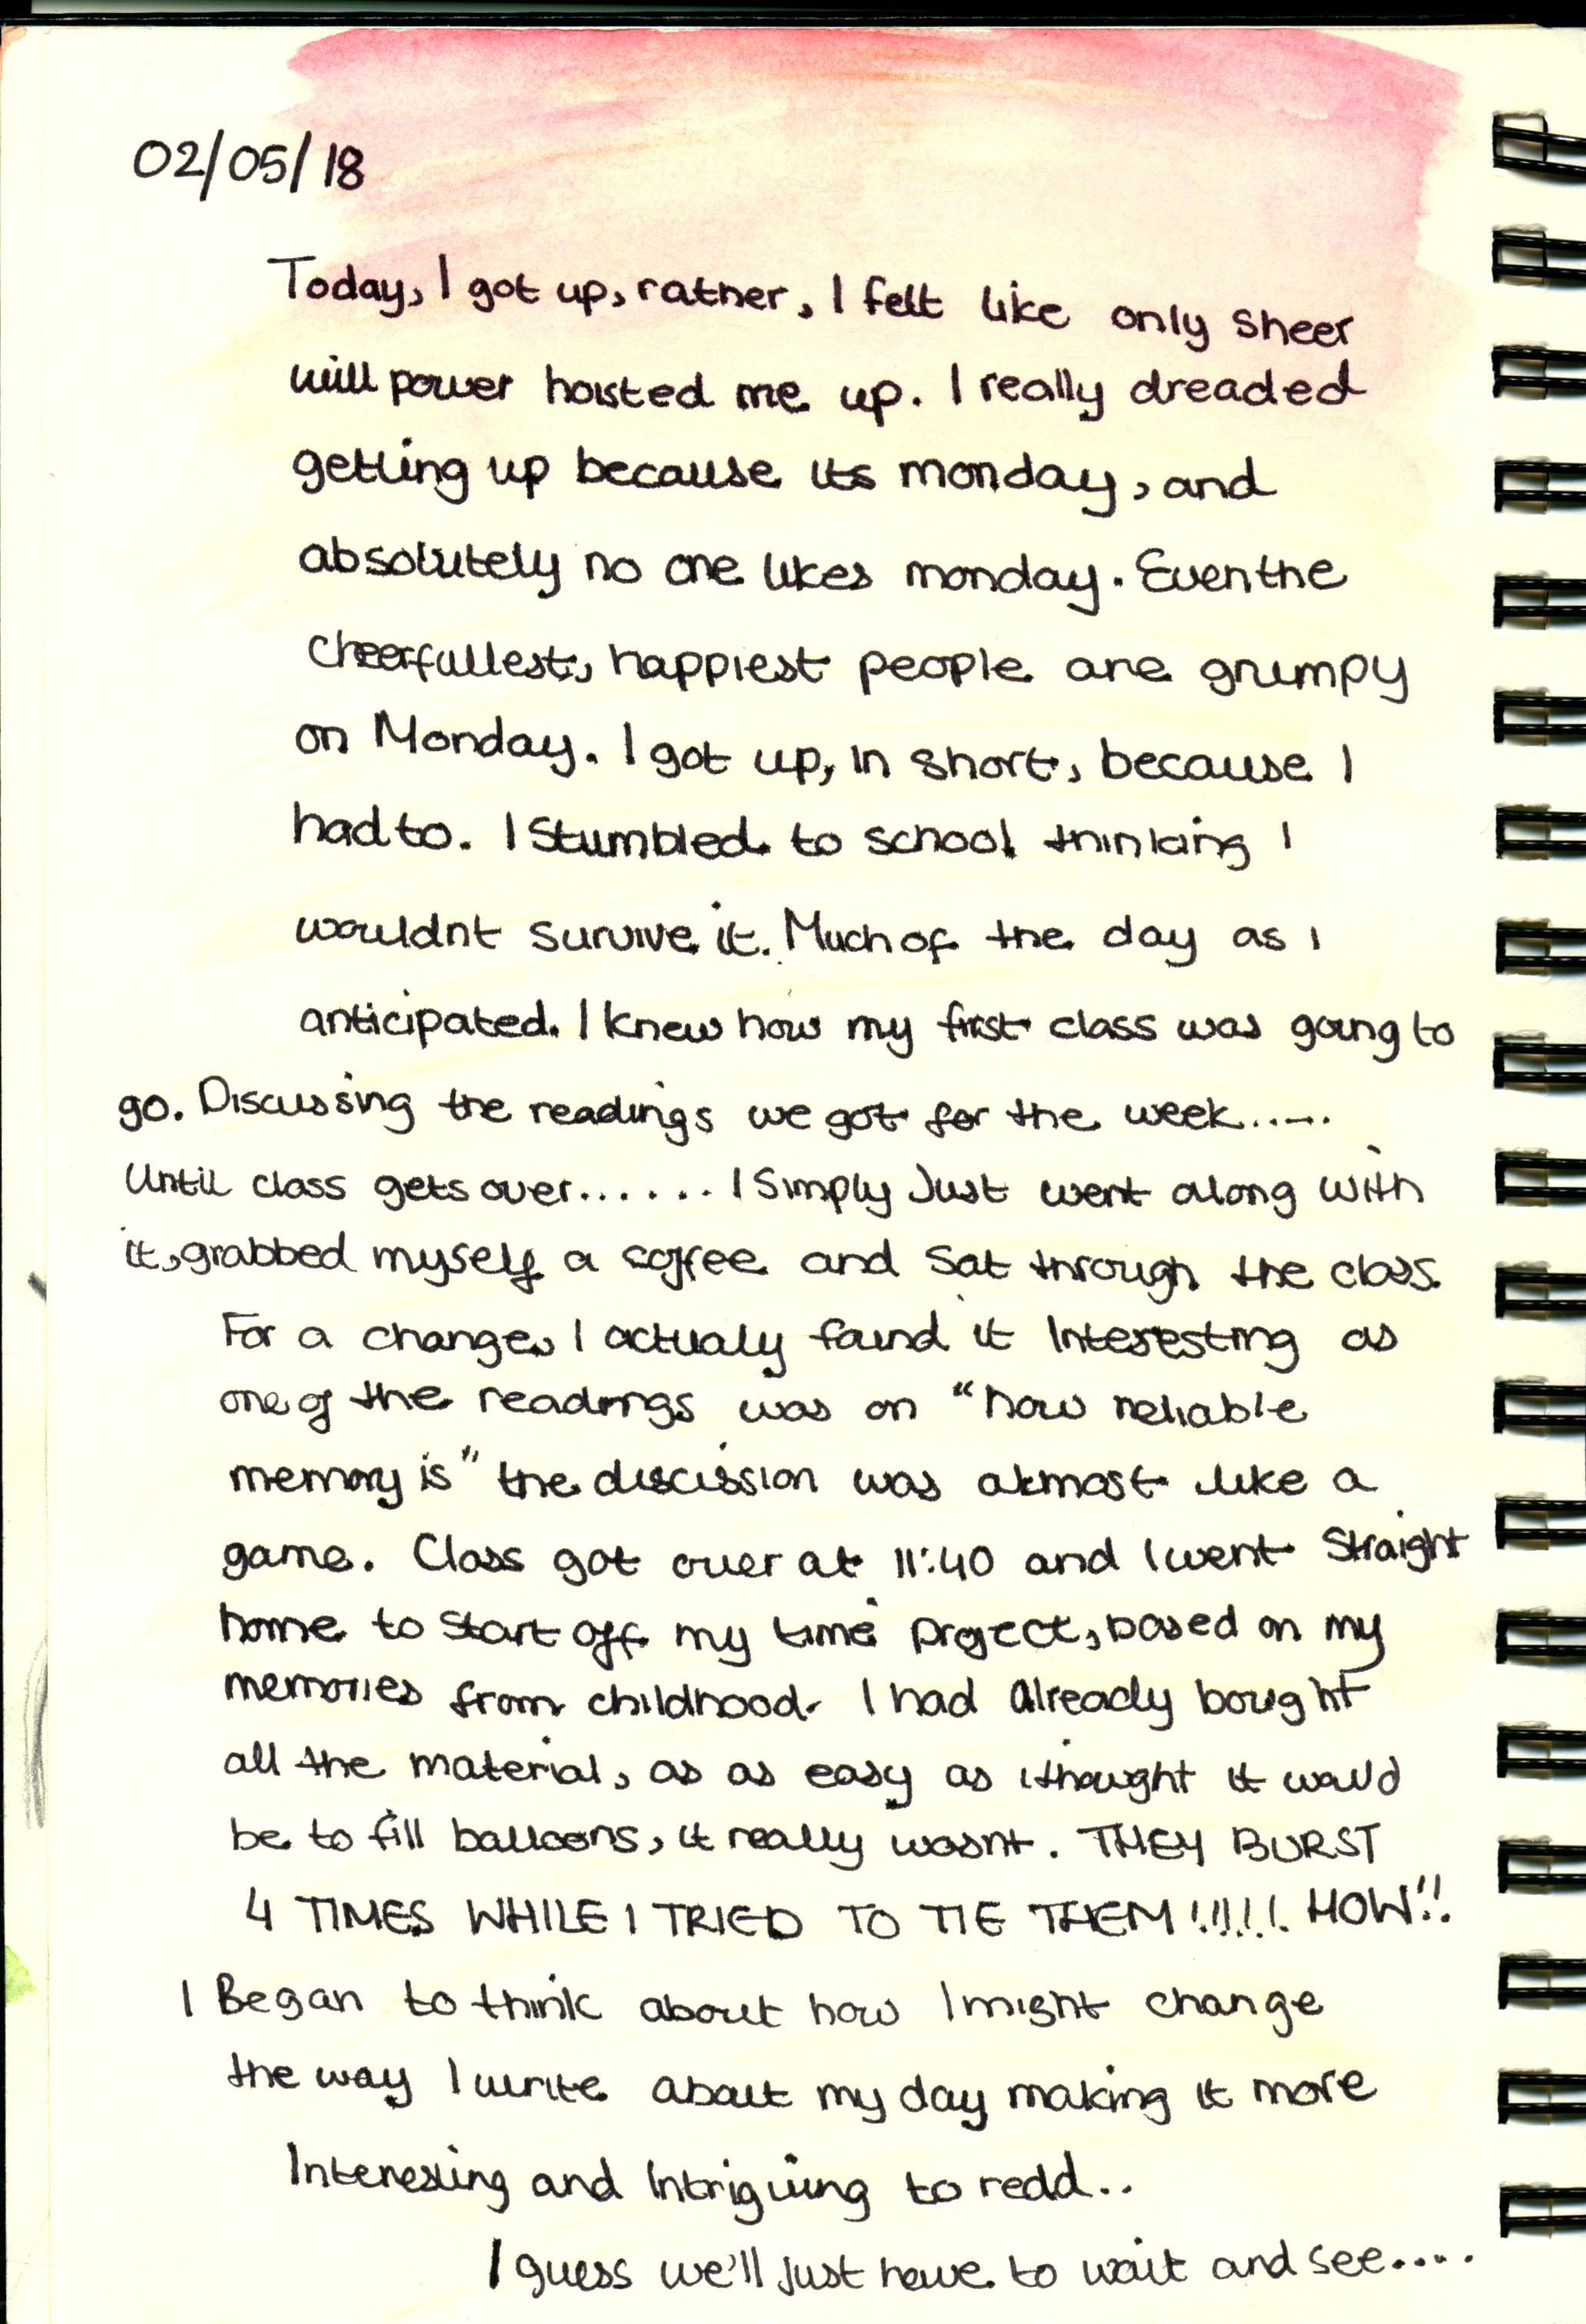 02/05/18
Today, I got up, rather, I felt like only sheer
will power hoisted me up. I really dreaded
getting up because its monday, and
absolutely no one likes monday. Even the
cheerfullest, happiest people are grumpy
on Monday. I got up, in short, because I
had to. I stumbled to school thinking I
wouldnt survive it. Much of the day as I
anticipated. I knew how my first class was going to
go. Discussing the readings we got for the week.....
Until class gets over...... I Simply Just went along with
it, grabbed myself a coffee and sat through the class.
For a change, I actualy found it Interesting as
one of the readings was on "how reliable
memory is" the discussion was almost like a
game. Class got over at 11:40 and I went Straight
home to start off my time project, based on my
memories from childhood. I had already bought
all the material, as as easy as i thought it would
be to fill balloons, it really wasnt. THEY BURST
4 TIMES WHILE I TRIED TO TIE THEM!!!!! HOW!!
I Began to think about how I might change
the way I write about my day making it more
Interesting and Intriguing to redd..
I guess we'll just have to wait and see....